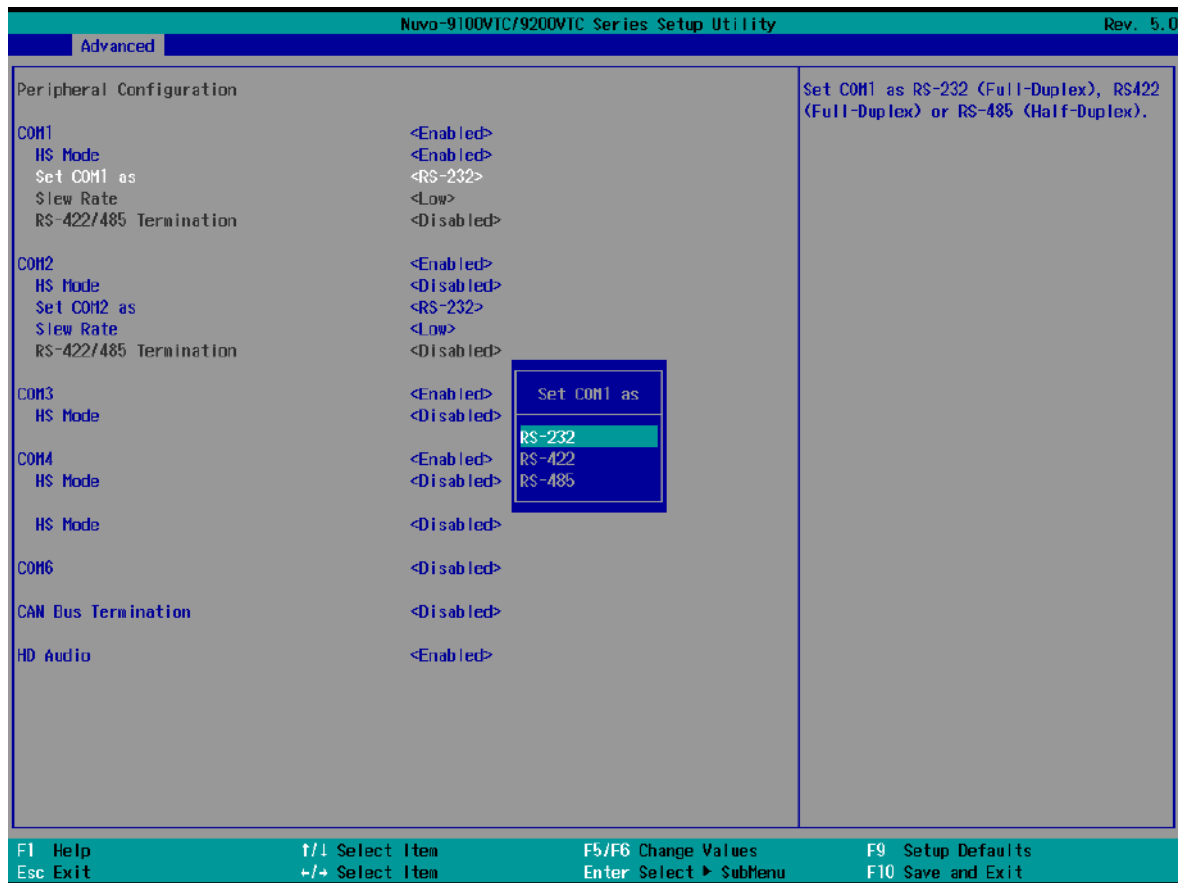 Nuvo-9100VTC/9200VTC Series Setup Utility Rev. 5.0
Advanced
Peripheral Configuration
Set COM1 as RS-232 (Full-Duplex), RS422
(Full-Duplex) or RS-485 (Half-Duplex).
COM1 <Enabled>
HS Mode <Enabled>
Set COM1 as <RS-232>
Slew Rate <Low>
RS-422/485 Termination <Disabled>
COM2 <Enabled>
HS Mode <Disabled>
Set COM2 as <RS-232>
Slew Rate <Low>
RS-422/485 Termination <Disabled>
COM3 <Enabled>
HS Mode <Disabled>
COM4 <Enabled>
HS Mode <Disabled>
HS Mode <Disabled>
COM6 <Disabled>
CAN Bus Termination <Disabled>
HD Audio <Enabled>
Set COM1 as
RS-232
RS-422
RS-485
F1 Help ↑/↓ Select Item F5/F6 Change Values F9 Setup Defaults
Esc Exit ←/→ Select Item Enter Select ▶ SubMenu F10 Save and Exit